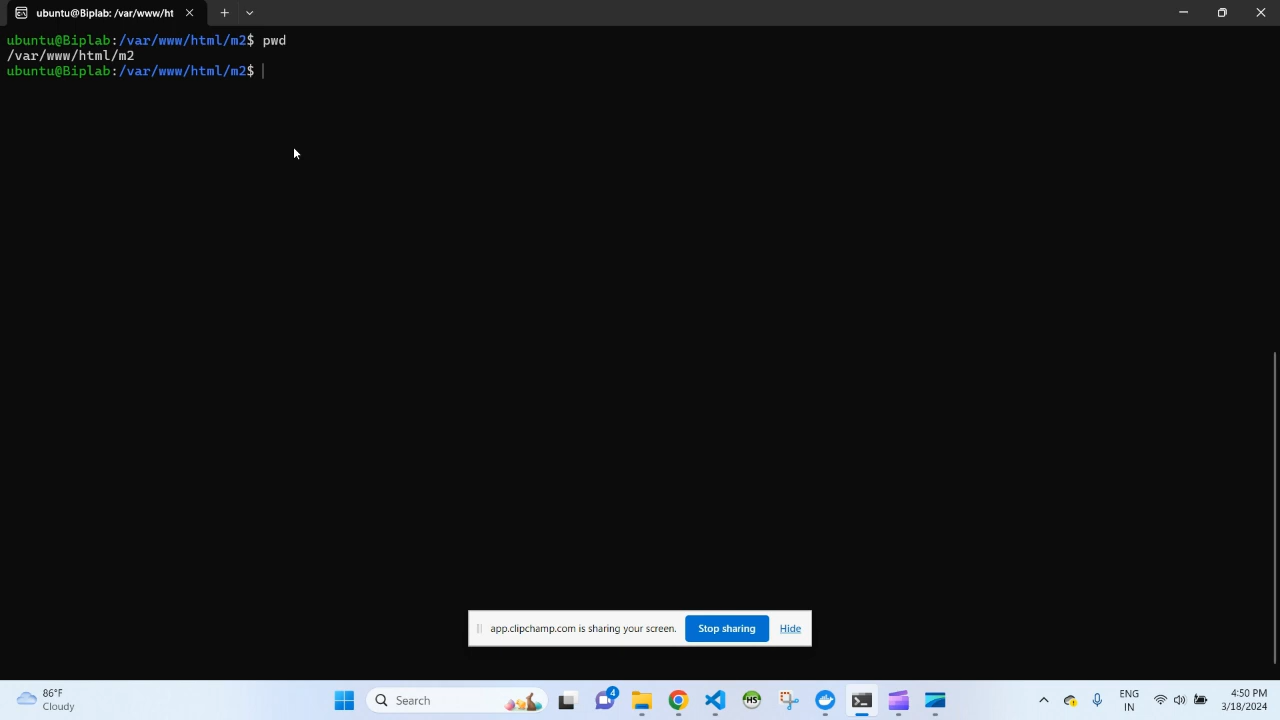 ubuntu@Biplab: /var/www/ht
ubuntu@Biplab:/var/www/html/m2$ pwd
/var/www/html/m2
ubuntu@Biplab:/var/www/html/m2$
app.clipchamp.com is sharing your screen.
Stop sharing
Hide
86°F
Cloudy
Search
4
HS
ENG
IN
4:50 PM
3/18/2024